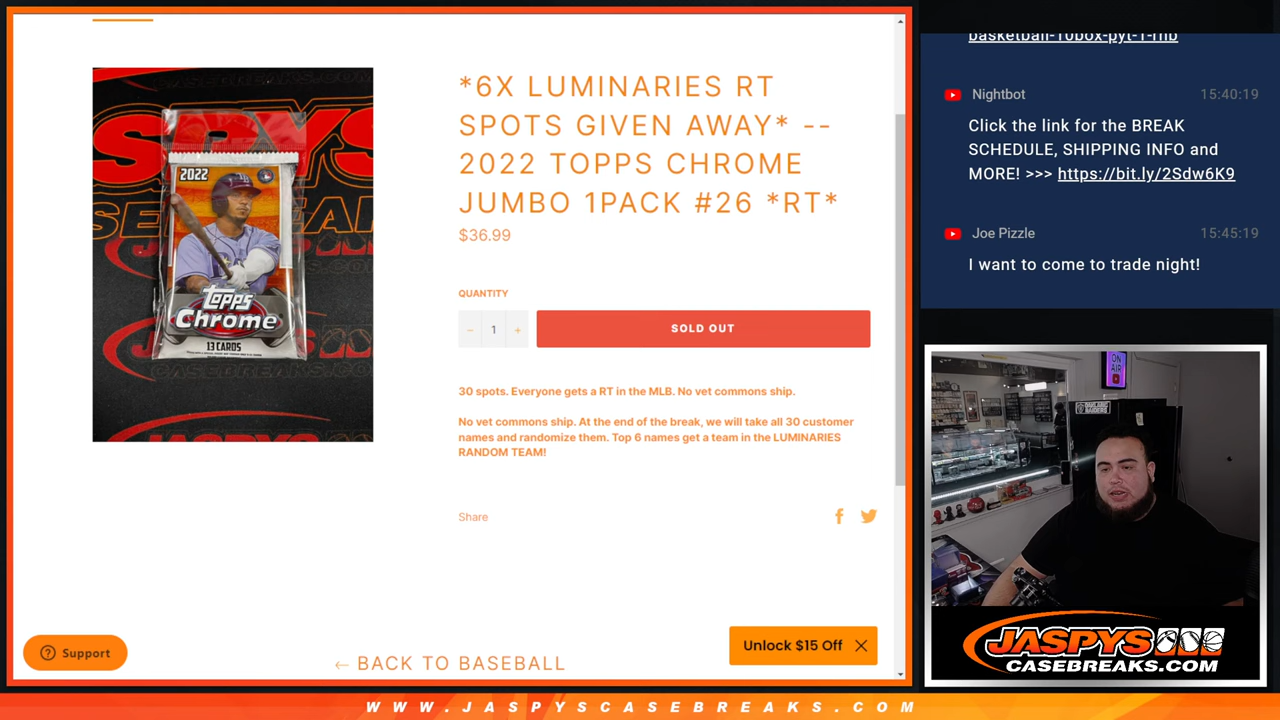 *6X LUMINARIES RT
SPOTS GIVEN AWAY* --
2022 TOPPS CHROME
JUMBO 1PACK #26 *RT*
$36.99
QUANTITY
− 1 +
SOLD OUT
30 spots. Everyone gets a RT in the MLB. No vet commons ship.
No vet commons ship. At the end of the break, we will take all 30 customer
names and randomize them. Top 6 names get a team in the LUMINARIES
RANDOM TEAM!
Share
← BACK TO BASEBALL
Support
Unlock $15 Off
2022
TOPPS
Chrome
13 CARDS
basketball-10box-pyt-1-rnb
Nightbot 15:40:19
Click the link for the BREAK
SCHEDULE, SHIPPING INFO and
MORE! >>> https://bit.ly/2Sdw6K9
Joe Pizzle 15:45:19
I want to come to trade night!
ON
AIR
JASPYS
CASEBREAKS.COM
WWW.JASPYSCASEBREAKS.COM